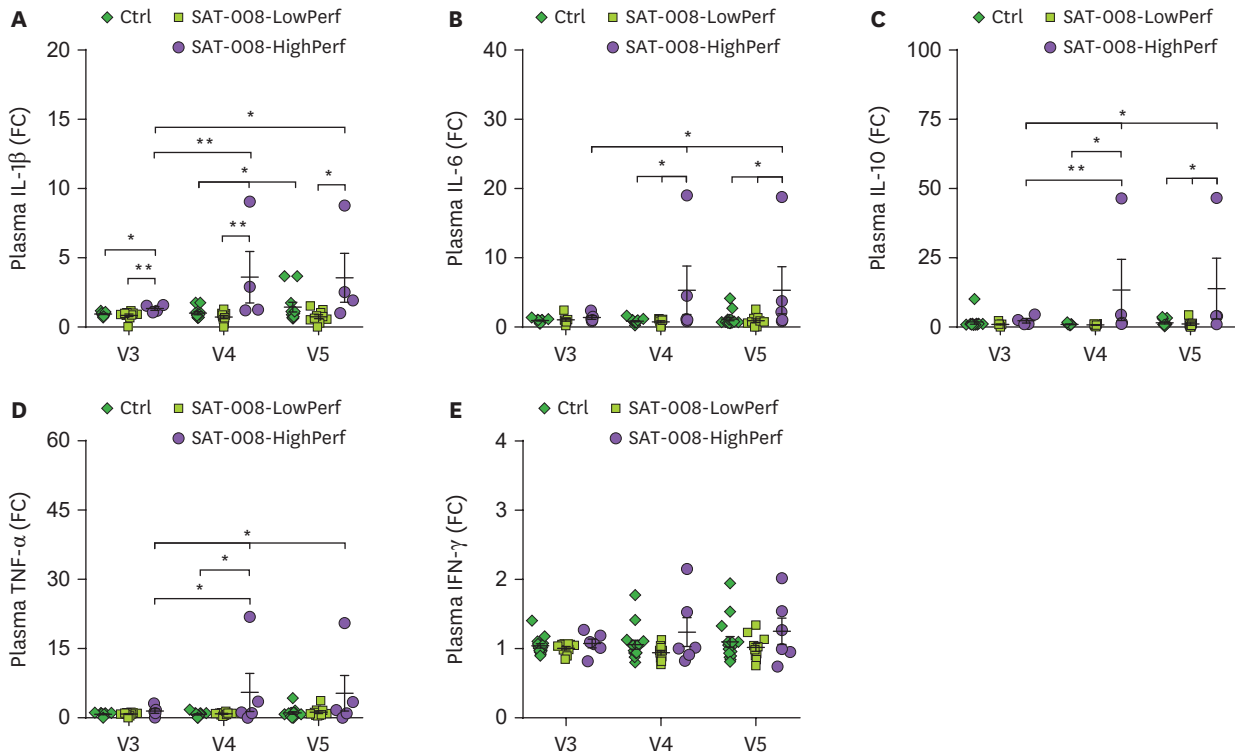 A
Ctrl
SAT-008-LowPerf
SAT-008-HighPerf
Plasma IL-1β (FC)
20
15
10
5
0
*
**
*
**
*
**
*
*
V3
V4
V5
B
Ctrl
SAT-008-LowPerf
SAT-008-HighPerf
Plasma IL-6 (FC)
40
30
20
10
0
*
*
*
V3
V4
V5
C
Ctrl
SAT-008-LowPerf
SAT-008-HighPerf
Plasma IL-10 (FC)
100
75
50
25
0
*
*
**
*
V3
V4
V5
D
Ctrl
SAT-008-LowPerf
SAT-008-HighPerf
Plasma TNF-α (FC)
60
45
30
15
0
*
*
*
V3
V4
V5
E
Ctrl
SAT-008-LowPerf
SAT-008-HighPerf
Plasma IFN-γ (FC)
4
3
2
1
0
V3
V4
V5